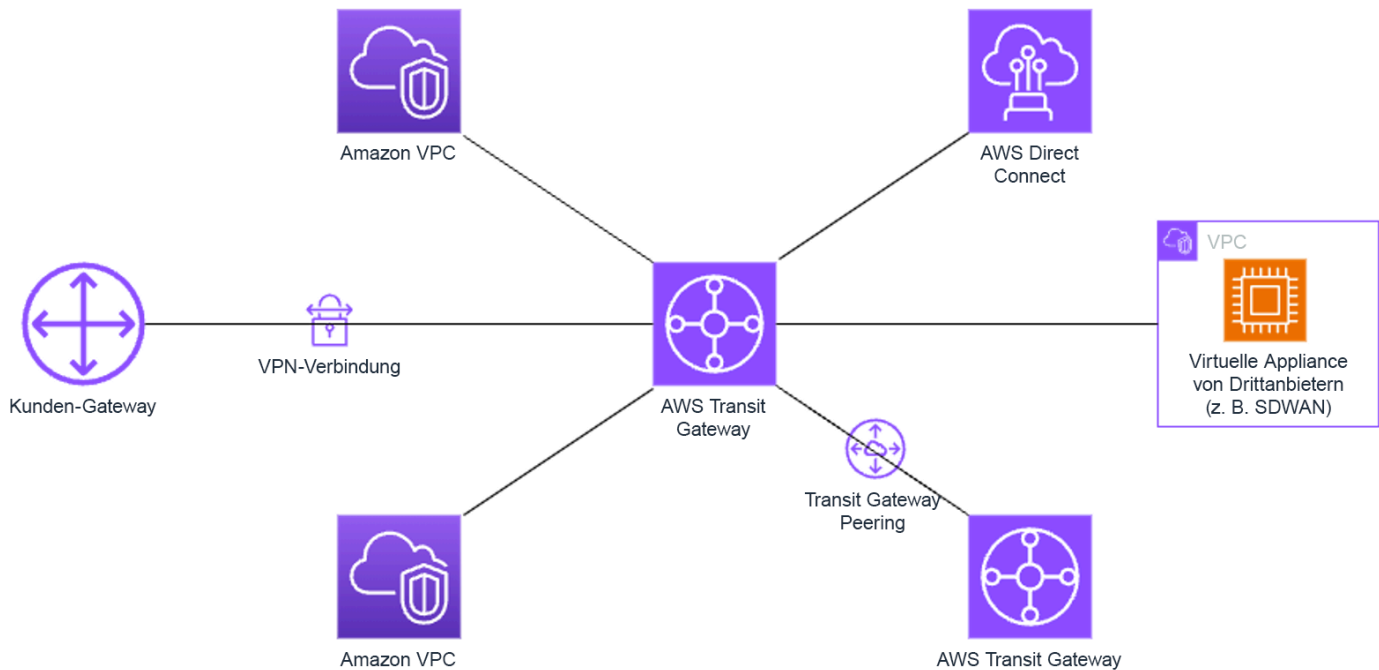 Amazon VPC
AWS Direct
Connect
VPC
Virtuelle Appliance
von Drittanbietern
(z. B. SDWAN)
VPN-Verbindung
Kunden-Gateway
AWS Transit
Gateway
Transit Gateway
Peering
Amazon VPC
AWS Transit Gateway